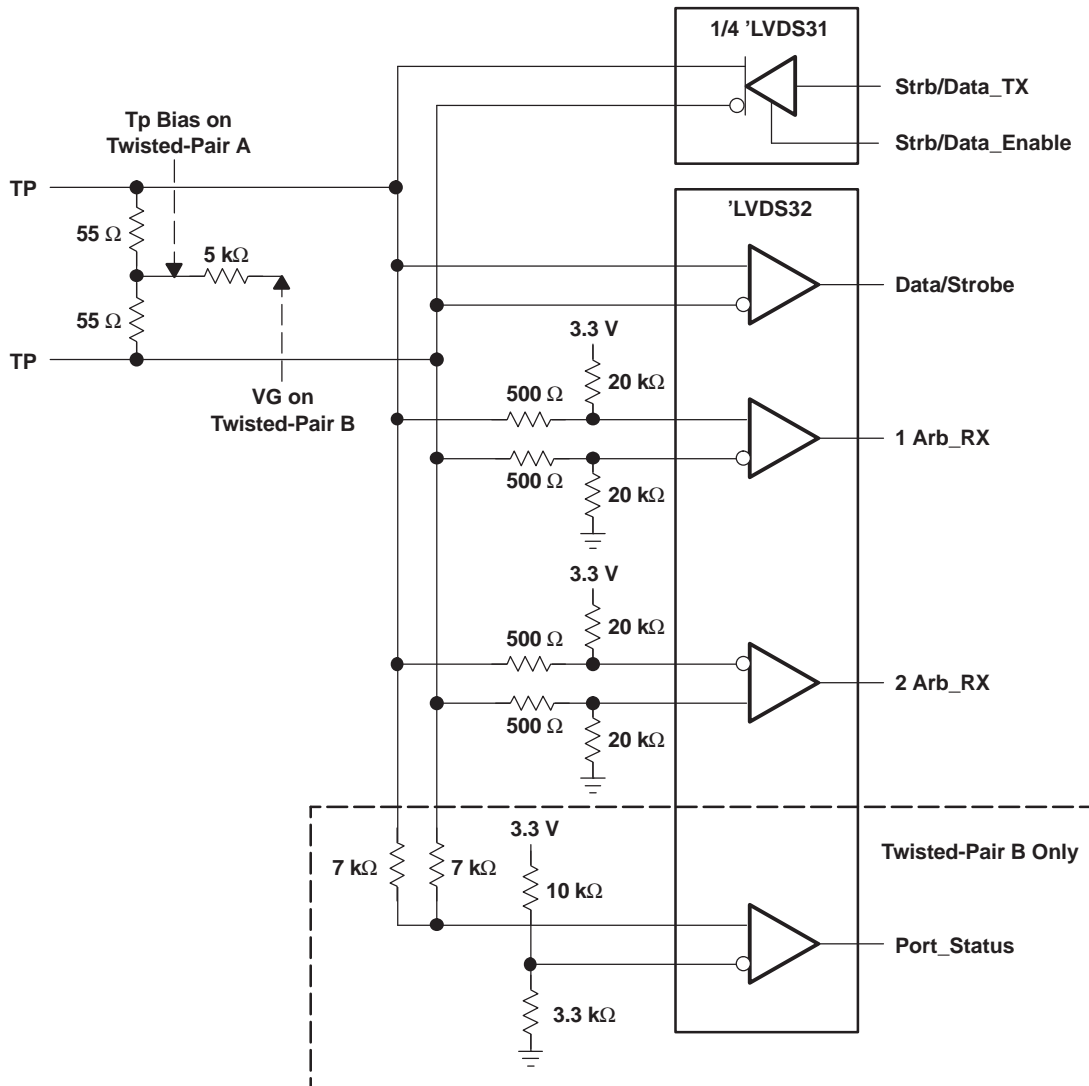 1/4 ’LVDS31
Strb/Data_TX
Strb/Data_Enable
Tp Bias on
Twisted-Pair A
TP
55 Ω
5 kΩ
55 Ω
TP
VG on
Twisted-Pair B
’LVDS32
Data/Strobe
3.3 V
20 kΩ
500 Ω
1 Arb_RX
500 Ω
20 kΩ
3.3 V
20 kΩ
500 Ω
2 Arb_RX
500 Ω
20 kΩ
Twisted-Pair B Only
3.3 V
7 kΩ
7 kΩ
10 kΩ
Port_Status
3.3 kΩ